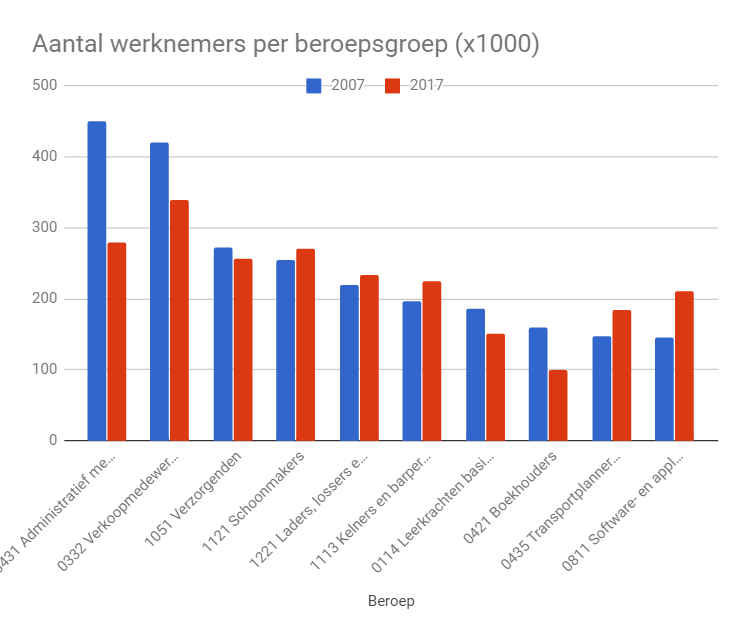 Aantal werknemers per beroepsgroep (x1000)
2007 2017
500
400
300
200
100
0
0431 Administratief me...
0332 Verkoopmedewer...
1051 Verzorgenden
1121 Schoonmakers
1221 Laders, lossers e...
1113 Kelners en barper...
0114 Leerkrachten basi...
0421 Boekhouders
0435 Transportplanner...
0811 Software- en appl...
Beroep